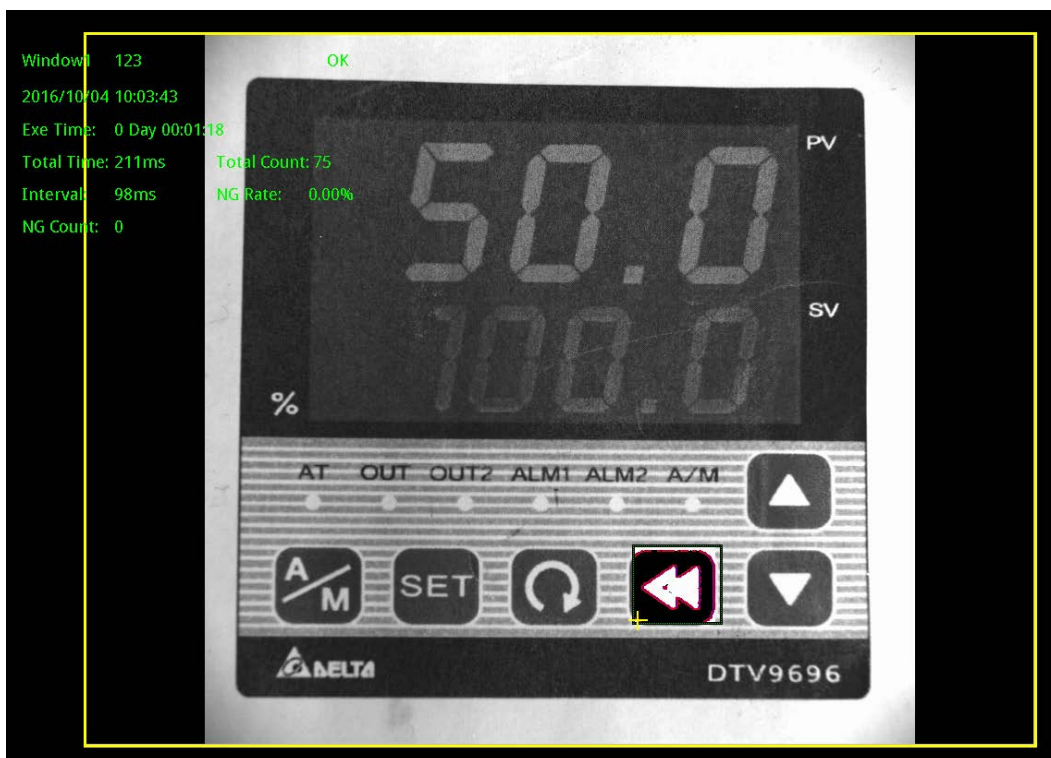 Window1 123 OK
2016/10/04 10:03:43
Exe Time: 0 Day 00:01:18
Total Time: 211ms Total Count: 75
Interval: 98ms NG Rate: 0.00%
NG Count: 0
50.0 PV
100.0 SV
%
AT OUT OUT2 ALM1 ALM2 A/M
A/M SET
DELTA DTV9696